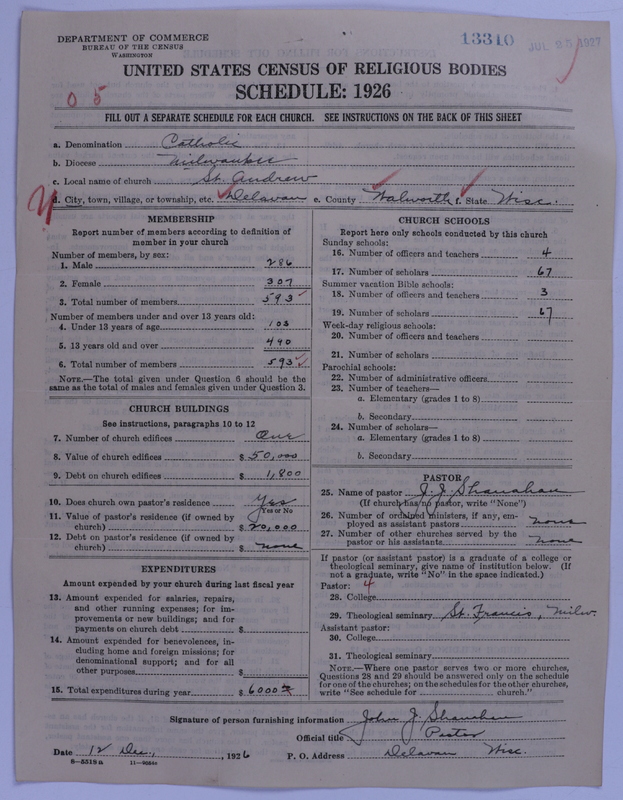 DEPARTMENT OF COMMERCE
BUREAU OF THE CENSUS
WASHINGTON
13310
JUL 25 1927
UNITED STATES CENSUS OF RELIGIOUS BODIES
SCHEDULE: 1926
0 5
FILL OUT A SEPARATE SCHEDULE FOR EACH CHURCH. SEE INSTRUCTIONS ON THE BACK OF THIS SHEET
a. Denomination Catholic
b. Diocese Milwaukee
c. Local name of church St. Andrew
d. City, town, village, or township, etc. Delavan e. County Walworth f. State Wisc.
MEMBERSHIP
Report number of members according to definition of
member in your church
Number of members, by sex:
1. Male 286
2. Female 307
3. Total number of members 593
Number of members under and over 13 years old:
4. Under 13 years of age 103
5. 13 years old and over 490
6. Total number of members 593
NOTE.—The total given under Question 6 should be the
same as the total of males and females given under Question 3.
CHURCH BUILDINGS
See instructions, paragraphs 10 to 12
7. Number of church edifices One
8. Value of church edifices $ 50,000
9. Debt on church edifices $ 1,800
10. Does church own pastor's residence Yes
Yes or No
11. Value of pastor's residence (if owned by
church) $ 20,000
12. Debt on pastor's residence (if owned by
church) $ none
EXPENDITURES
Amount expended by your church during last fiscal year
13. Amount expended for salaries, repairs,
and other running expenses; for im-
provements or new buildings; and for
payments on church debt $
14. Amount expended for benevolences, in-
cluding home and foreign missions; for
denominational support; and for all
other purposes $
15. Total expenditures during year $ 6000
CHURCH SCHOOLS
Report here only schools conducted by this church
Sunday schools:
16. Number of officers and teachers 4
17. Number of scholars 67
Summer vacation Bible schools:
18. Number of officers and teachers 3
19. Number of scholars 67
Week-day religious schools:
20. Number of officers and teachers
21. Number of scholars
Parochial schools:
22. Number of administrative officers
23. Number of teachers—
a. Elementary (grades 1 to 8)
b. Secondary
24. Number of scholars—
a. Elementary (grades 1 to 8)
b. Secondary
PASTOR
25. Name of pastor J. J. Shanahan
(If church has no pastor, write "None")
26. Number of ordained ministers, if any, em-
ployed as assistant pastors none
27. Number of other churches served by the
pastor or his assistants none
If pastor (or assistant pastor) is a graduate of a college or
theological seminary, give name of institution below. (If
not a graduate, write "No" in the space indicated.)
Pastor: 4
28. College
29. Theological seminary St. Francis, Milw.
Assistant pastor:
30. College
31. Theological seminary
NOTE.—Where one pastor serves two or more churches,
Questions 28 and 29 should be answered only on the schedule
for one of the churches; on the schedules for the other churches,
write "See schedule for church."
Signature of person furnishing information John J. Shanahan
Official title Pastor
Date 12 Dec., 1926 P. O. Address Delavan Wisc.
8-5518a 11-9564a